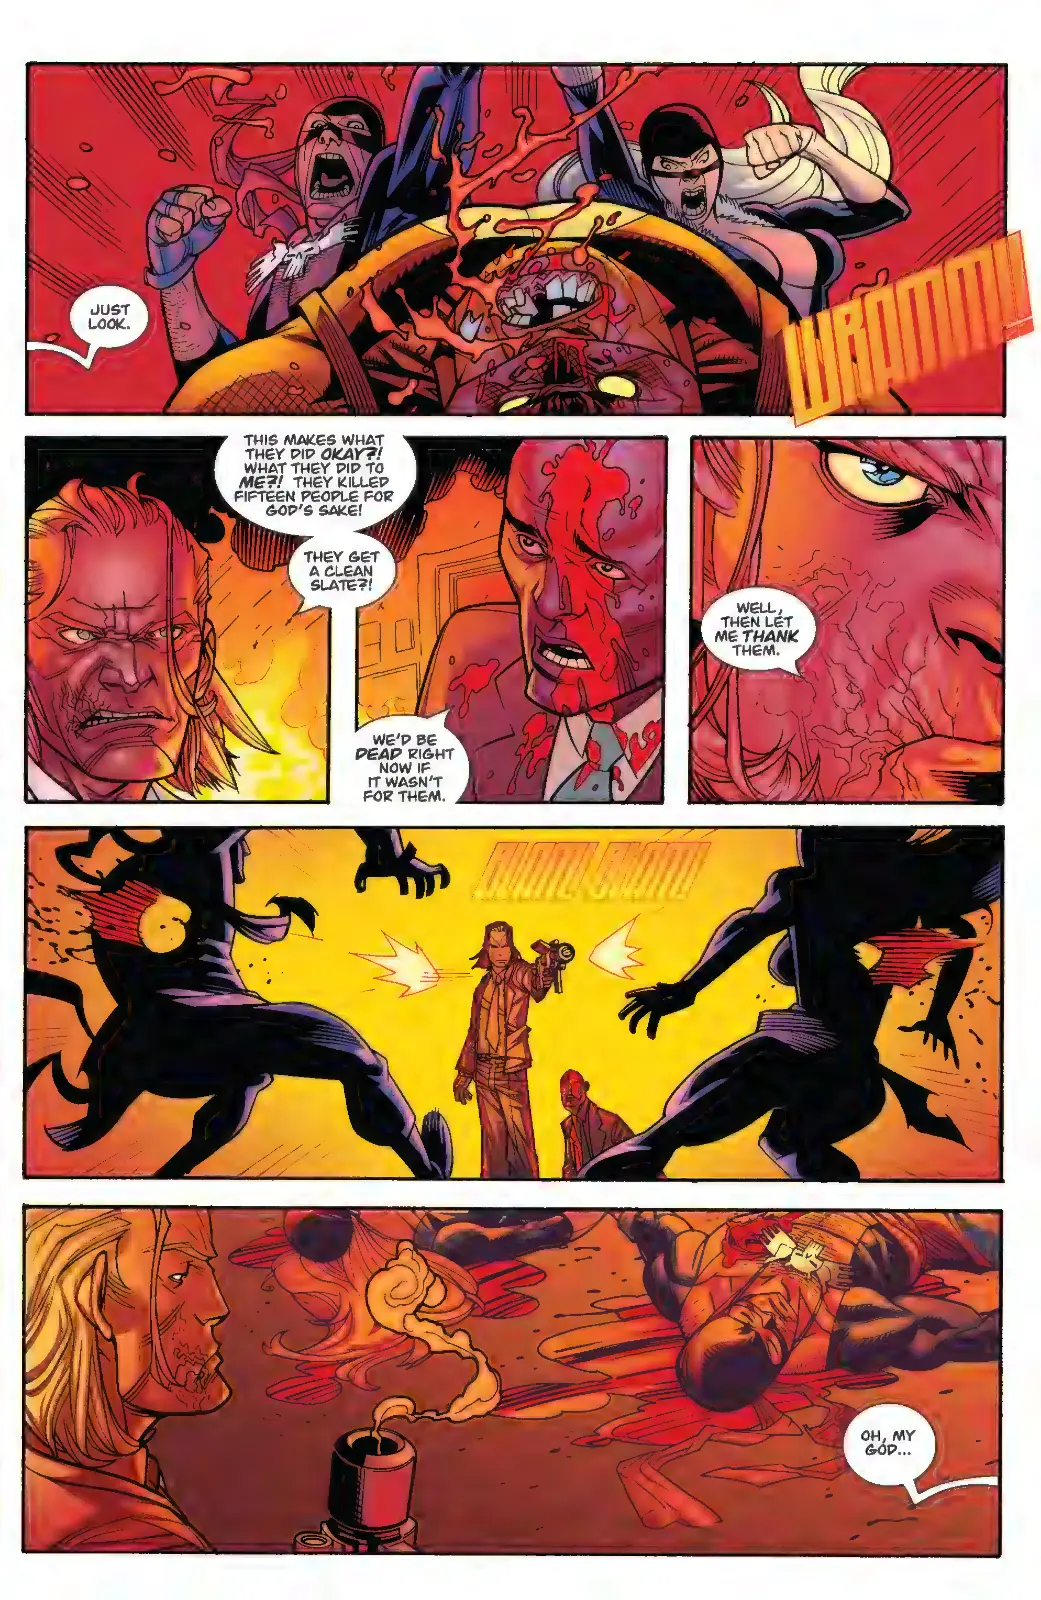 JUST
LOOK.
WRAMM!!
THIS MAKES WHAT
THEY DID OKAY?!
WHAT THEY DID TO
ME?! THEY KILLED
FIFTEEN PEOPLE FOR
GOD'S SAKE!
THEY GET
A CLEAN
SLATE?!
WE'D BE
DEAD RIGHT
NOW IF
IT WASN'T
FOR THEM.
WELL,
THEN LET
ME THANK
THEM.
BLAM! BLAM!
OH, MY
GOD...